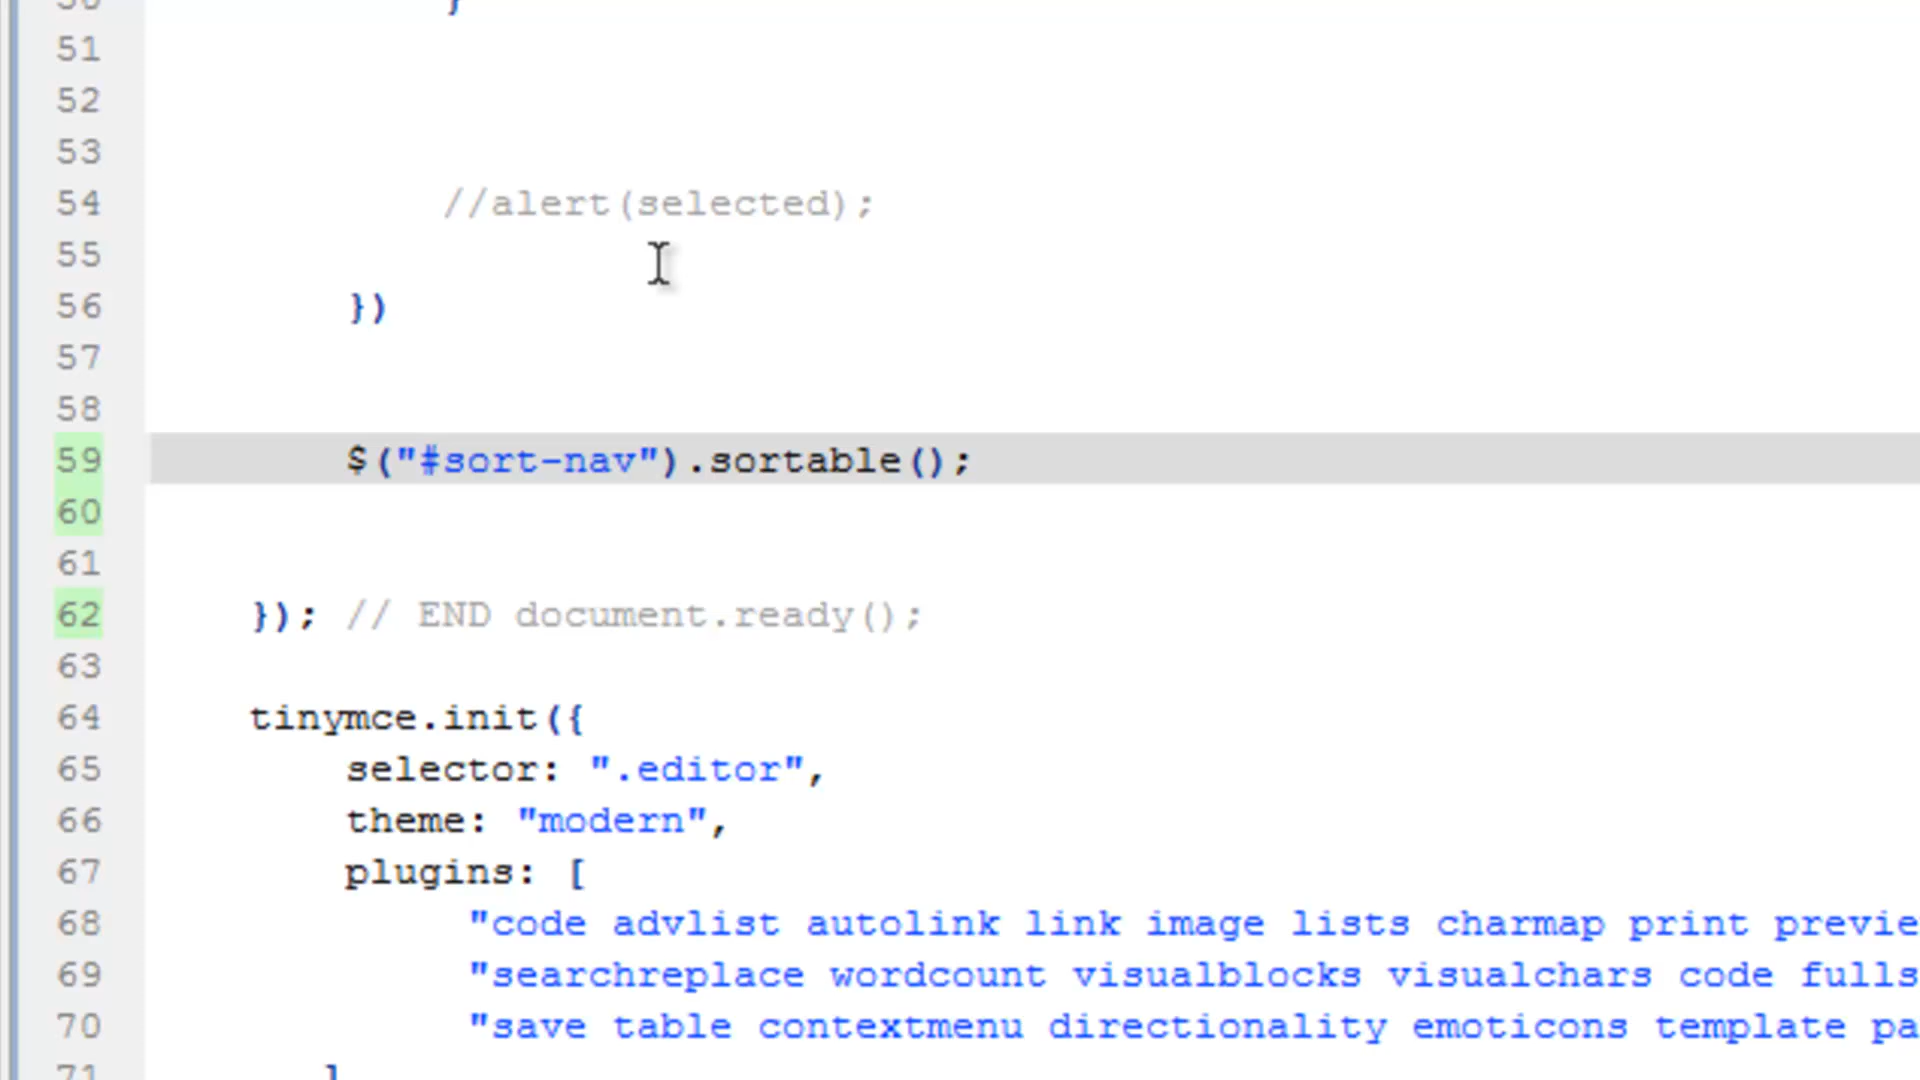 50 }
51
52
53
54 //alert(selected);
55
56 })
57
58
59 $("#sort-nav").sortable();
60
61
62 }); // END document.ready();
63
64 tinymce.init({
65 selector: ".editor",
66 theme: "modern",
67 plugins: [
68 "code advlist autolink link image lists charmap print previe
69 "searchreplace wordcount visualblocks visualchars code fulls
70 "save table contextmenu directionality emoticons template pa
71 ]